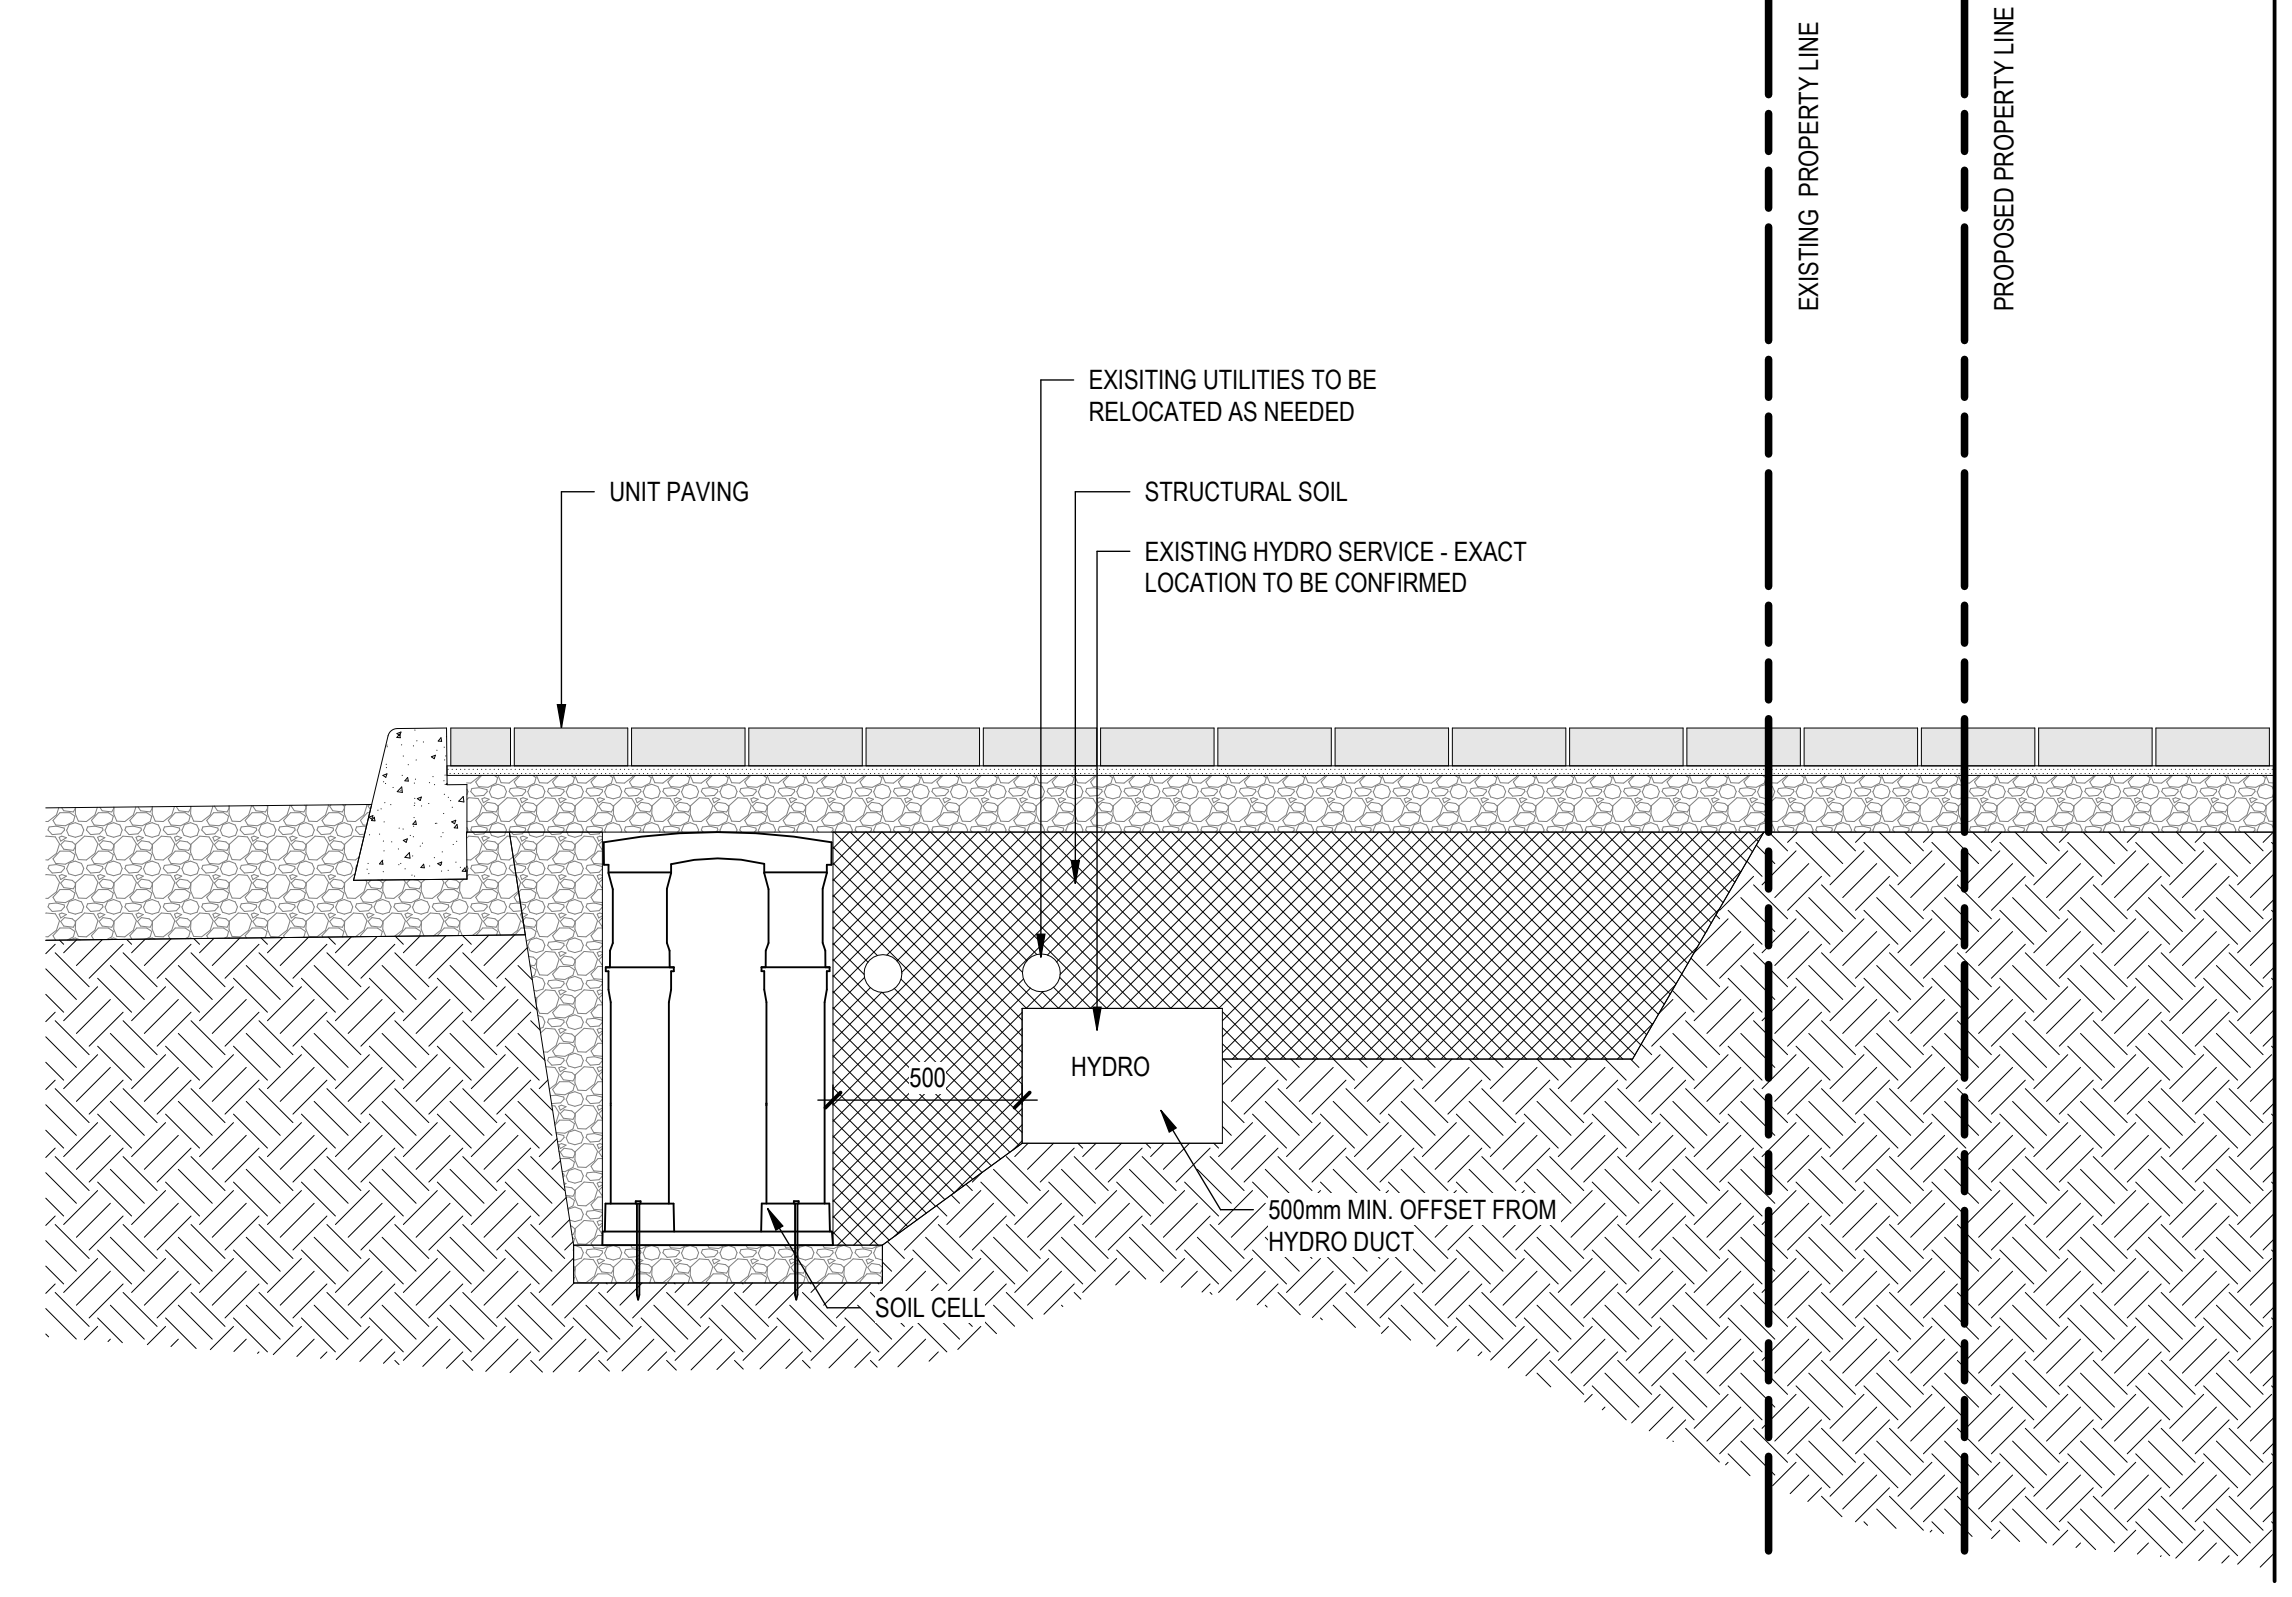 EXISTING PROPERTY LINE
PROPOSED PROPERTY LINE
EXISITING UTILITIES TO BE
RELOCATED AS NEEDED
UNIT PAVING
STRUCTURAL SOIL
EXISTING HYDRO SERVICE - EXACT
LOCATION TO BE CONFIRMED
HYDRO
500
500mm MIN. OFFSET FROM
HYDRO DUCT
SOIL CELL